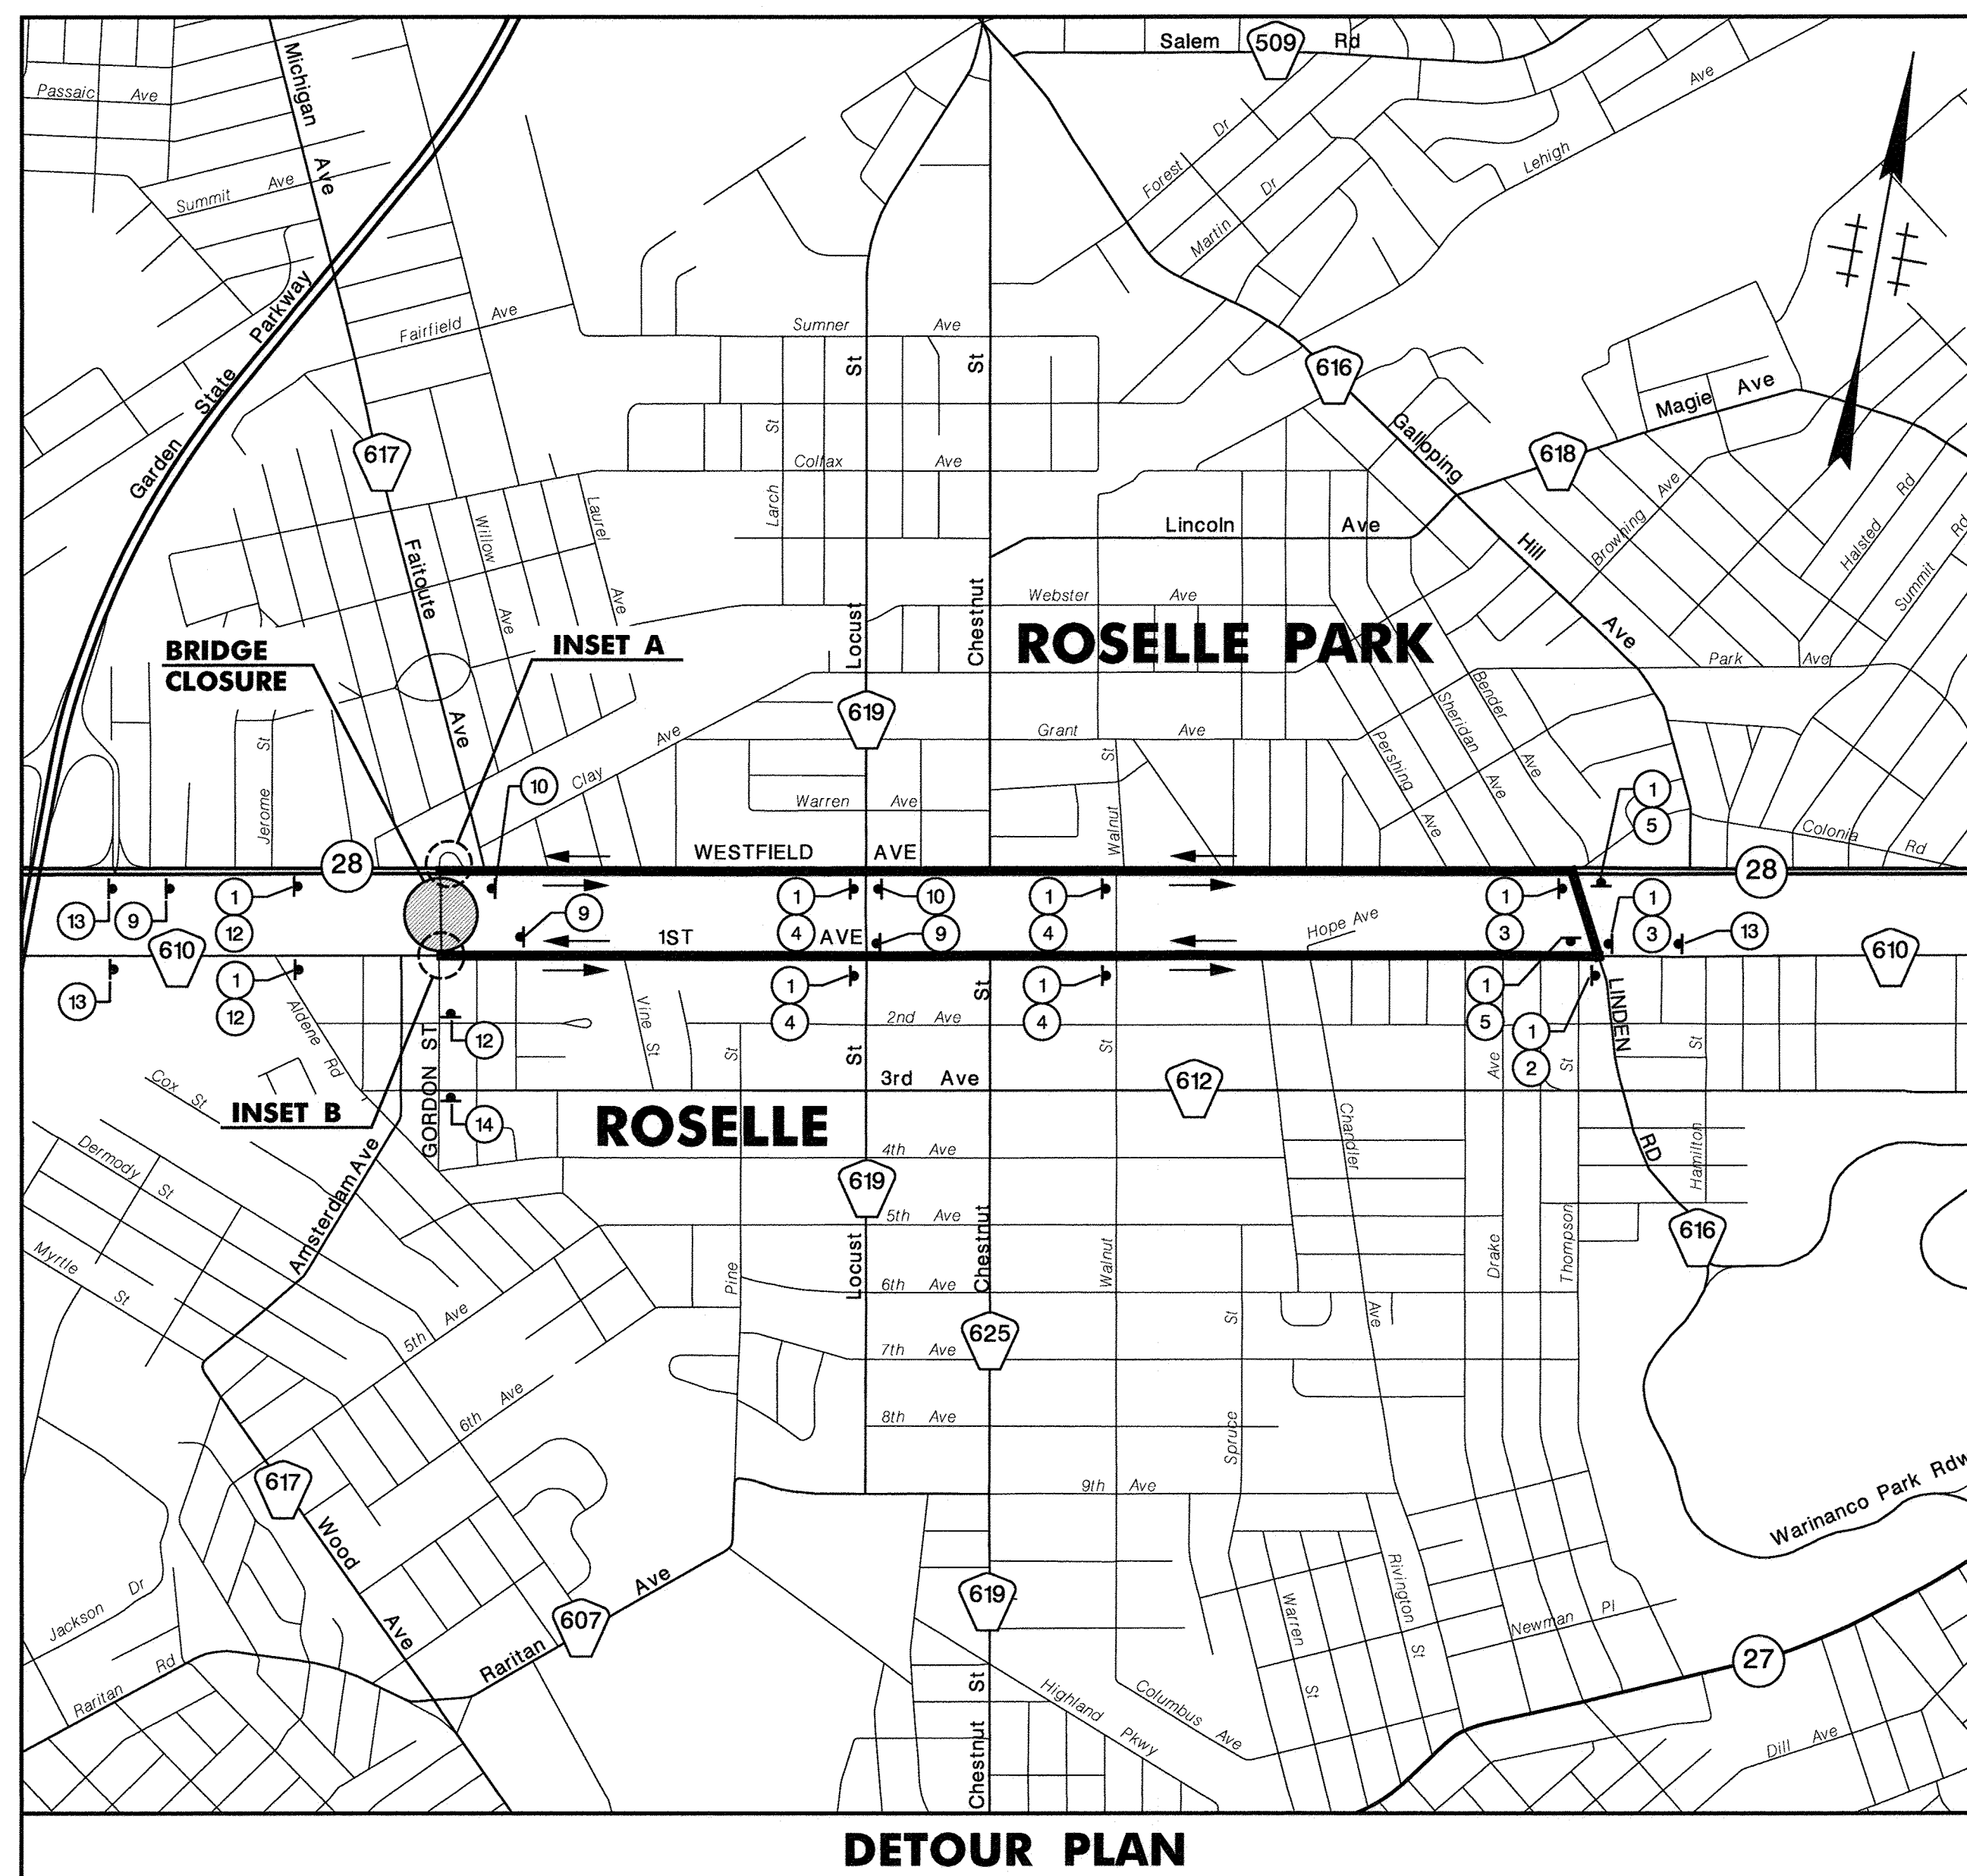 Salem 509 Rd
Michigan Ave
Passaic Ave
Summit Ave
Forest Dr
Martin Dr
Lehigh Ave
Garden State Parkway
Fairfield Ave
Sumner Ave
St
St
616
Magie Ave
617
Larch St
Colfax Ave
Galloping Hill Ave
618
Browning Ave
Halsted Rd
Summit Rd
Lincoln Ave
Faitoute Ave
Willow Ave
Laurel Ave
Locust
Chestnut
Webster Ave
BRIDGE
CLOSURE
INSET A
ROSELLE PARK
Park Ave
619
Grant Ave
Pershing Ave
Sheridan Ave
Bender Ave
Jerome St
Clay Ave
Warren Ave
Walnut St
10
1
5
Colonia Rd
28
WESTFIELD AVE
28
13
9
1
12
9
1
4
10
1
4
1
3
1
3
13
610
1ST AVE
9
Hope Ave
610
13
1
12
1
4
1
4
1
5
1
2
Aldene Rd
GORDON ST
12
14
Vine St
2nd Ave
St
St
St
St
3rd Ave
612
Ave
St
St
LINDEN RD
Cox St
INSET B
ROSELLE
Amsterdam Ave
Dermody St
Myrtle St
4th Ave
619
5th Ave
Locust
Chestnut
Walnut
Pine
6th Ave
Chandler Ave
Drake
Thompson
Hamilton
616
5th Ave
7th Ave
625
St
6th Ave
8th Ave
Spruce
617
Wood Ave
9th Ave
Warinanco Park Rdw
Jackson Dr
Raritan Rd
Raritan Ave
607
619
Warren St
Rivington St
Newman Pl
27
St
Chestnut
Highland Pkwy
Columbus Ave
Dill Ave
DETOUR PLAN